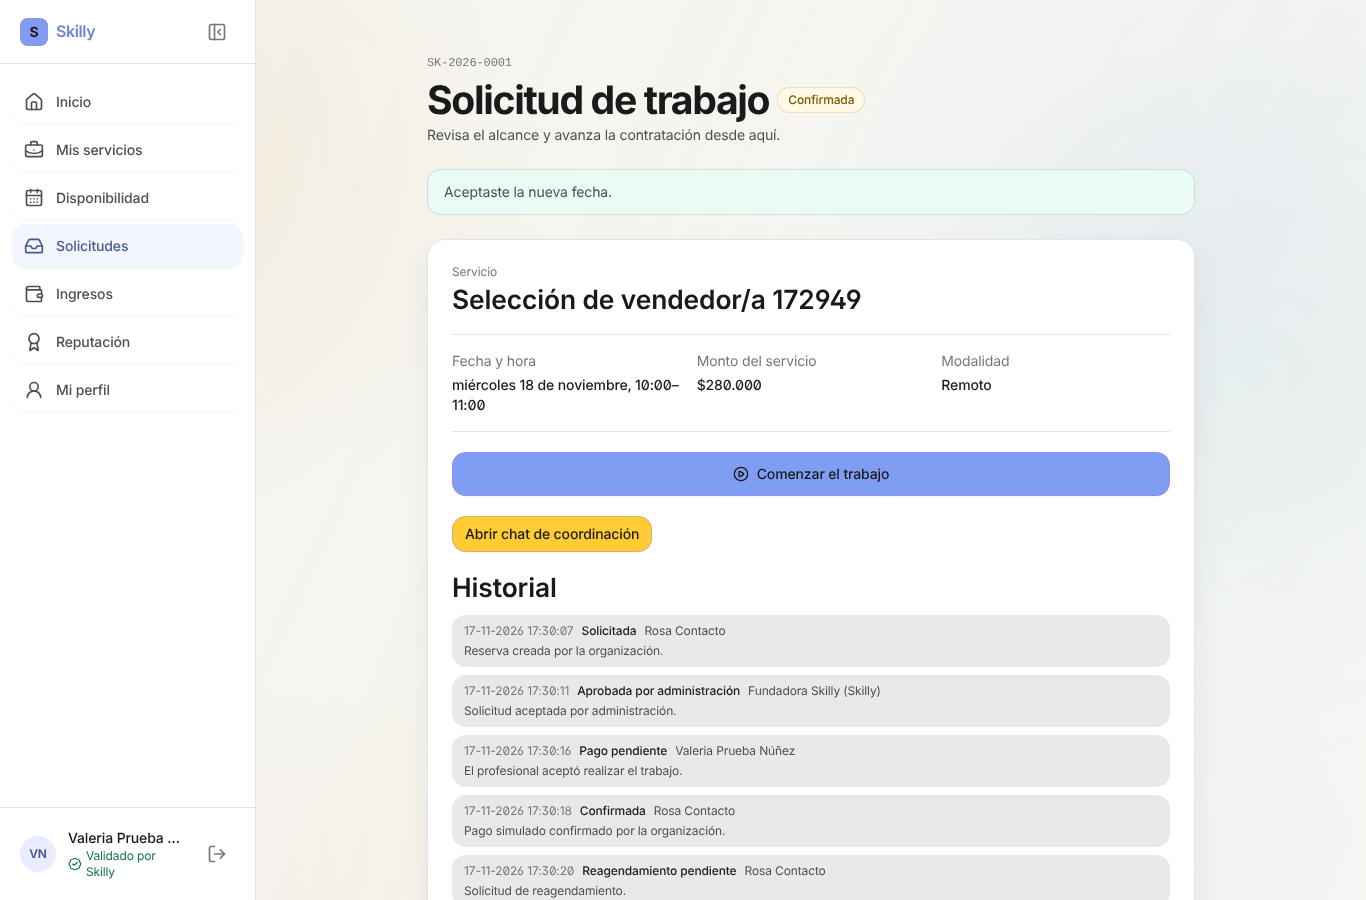 S Skilly
Inicio
Mis servicios
Disponibilidad
Solicitudes
Ingresos
Reputación
Mi perfil
VN
Valeria Prueba ...
Validado por
Skilly
SK-2026-0001
Solicitud de trabajo Confirmada
Revisa el alcance y avanza la contratación desde aquí.
Aceptaste la nueva fecha.
Servicio
Selección de vendedor/a 172949
Fecha y hora
miércoles 18 de noviembre, 10:00–
11:00
Monto del servicio
$280.000
Modalidad
Remoto
Comenzar el trabajo
Abrir chat de coordinación
Historial
17-11-2026 17:30:07 Solicitada Rosa Contacto
Reserva creada por la organización.
17-11-2026 17:30:11 Aprobada por administración Fundadora Skilly (Skilly)
Solicitud aceptada por administración.
17-11-2026 17:30:16 Pago pendiente Valeria Prueba Núñez
El profesional aceptó realizar el trabajo.
17-11-2026 17:30:18 Confirmada Rosa Contacto
Pago simulado confirmado por la organización.
17-11-2026 17:30:20 Reagendamiento pendiente Rosa Contacto
Solicitud de reagendamiento.